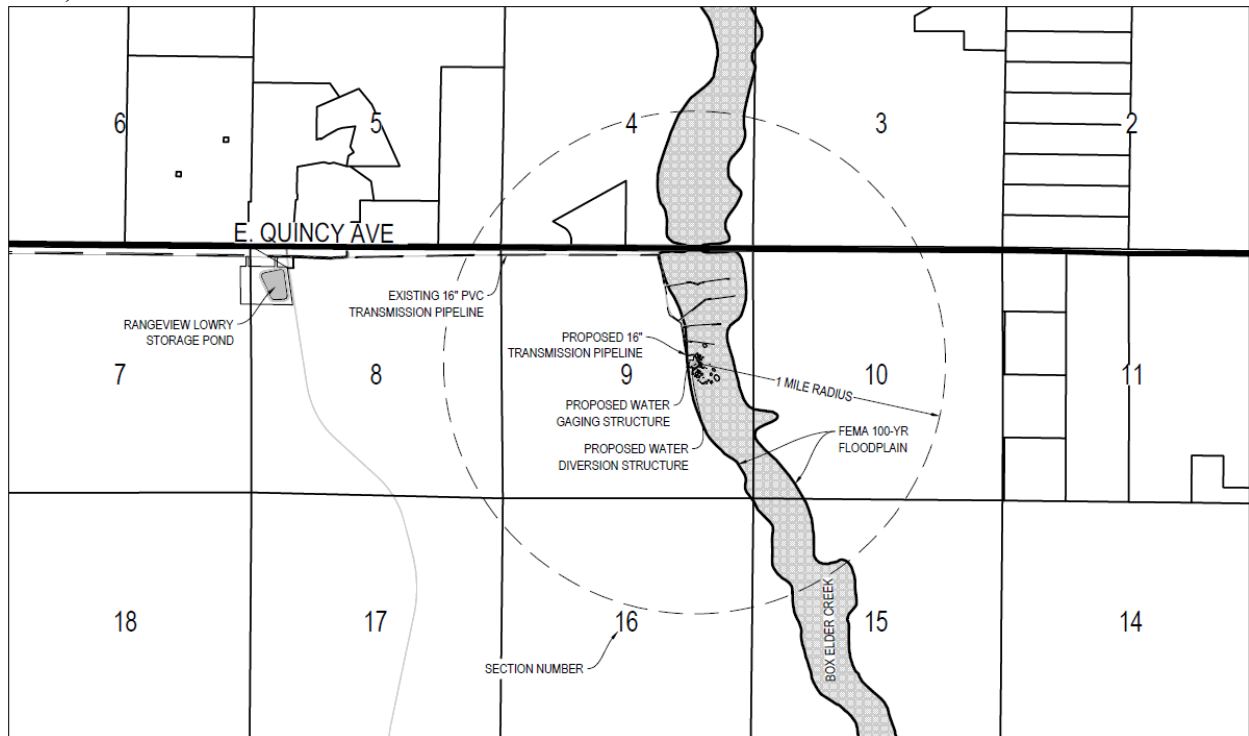 6
5
4
3
2
E. QUINCY AVE
EXISTING 16" PVC
TRANSMISSION PIPELINE
RANGEVIEW LOWRY
STORAGE POND
PROPOSED 16"
TRANSMISSION PIPELINE
7
8
9
10
11
1 MILE RADIUS
PROPOSED WATER
GAGING STRUCTURE
FEMA 100-YR
FLOODPLAIN
PROPOSED WATER
DIVERSION STRUCTURE
18
17
16
15
14
BOX ELDER CREEK
SECTION NUMBER